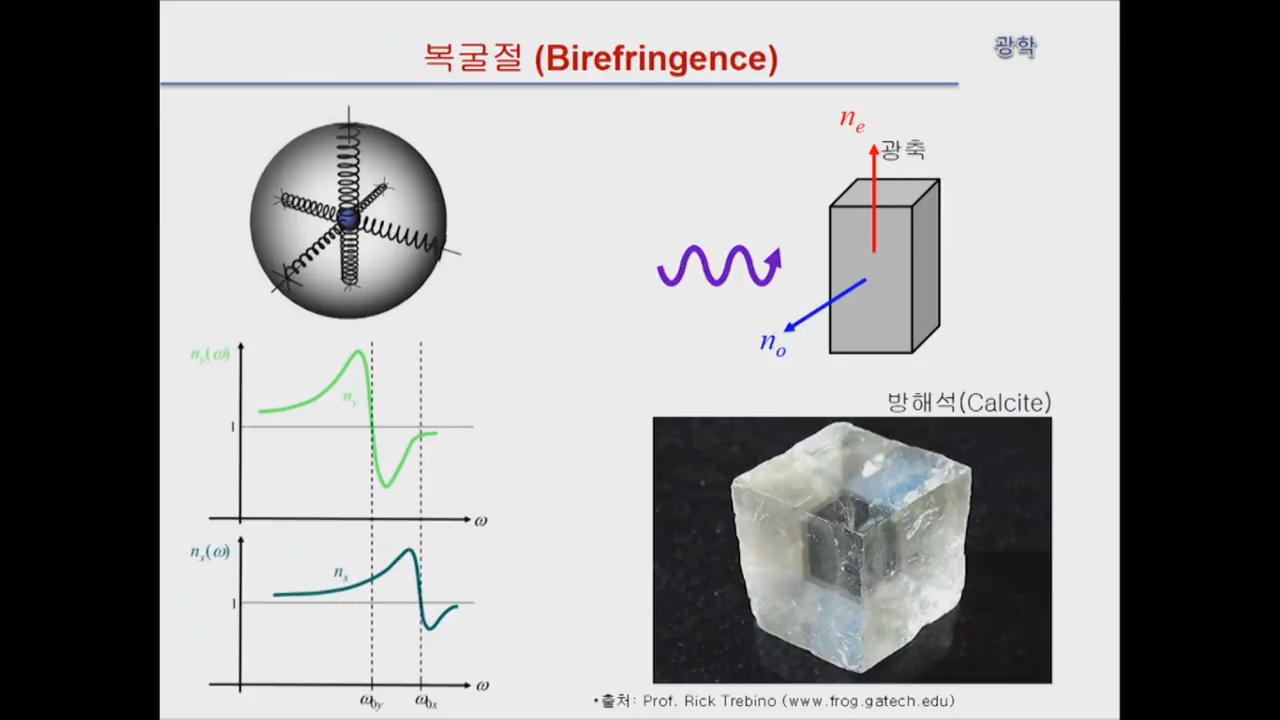 복굴절 (Birefringence)
광학
n_e
광축
n_o
방해석(Calcite)
n_y(ω)
n_y
1
ω
n_x(ω)
n_x
1
ω
ω_0y
ω_0x
*출처: Prof. Rick Trebino (www.frog.gatech.edu)